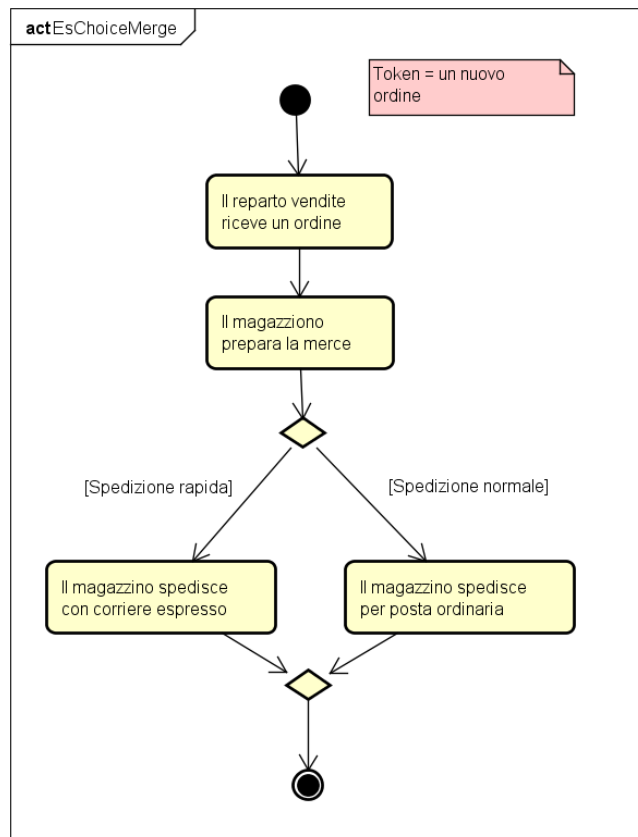 actEsChoiceMerge
Token = un nuovo
ordine
Il reparto vendite
riceve un ordine
Il magazziono
prepara la merce
[Spedizione rapida]
[Spedizione normale]
Il magazzino spedisce
con corriere espresso
Il magazzino spedisce
per posta ordinaria